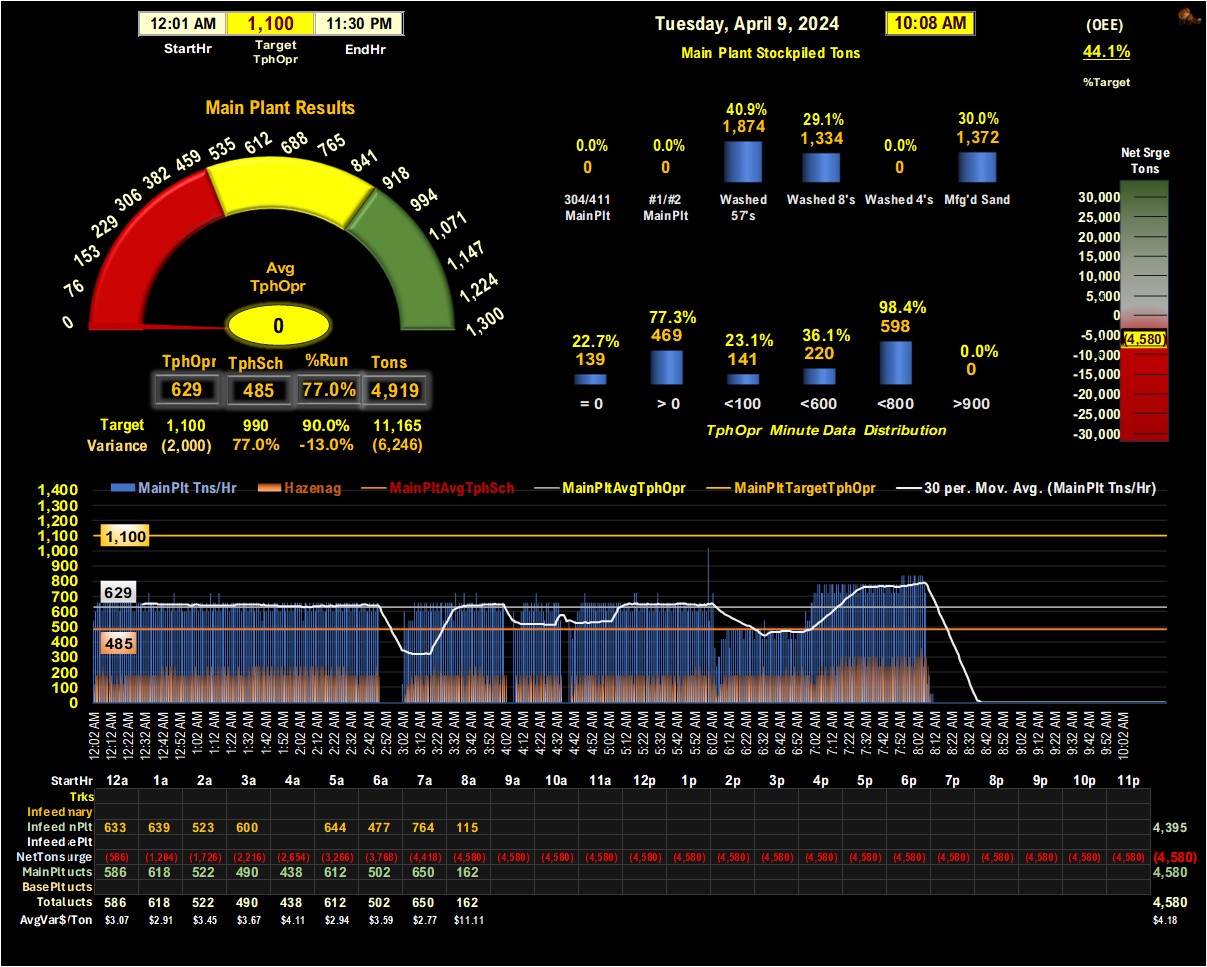 12:01 AM 1,100 11:30 PM
StartHr Target TphOpr EndHr
Tuesday, April 9, 2024 10:08 AM
Main Plant Stockpiled Tons
(OEE)
44.1%
%Target
Main Plant Results
0 76 153 229 306 382 459 535 612 688 765 841 918 994 1,071 1,147 1,224 1,300
Avg
TphOpr
0
TphOpr TphSch %Run Tons
629 485 77.0% 4,919
Target 1,100 990 90.0% 11,165
Variance (2,000) 77.0% -13.0% (6,246)
0.0% 0.0% 40.9% 29.1% 0.0% 30.0%
0 0 1,874 1,334 0 1,372
304/411 MainPlt #1/#2 MainPlt Washed 57's Washed 8's Washed 4's Mfg'd Sand
22.7% 77.3% 23.1% 36.1% 98.4% 0.0%
139 469 141 220 598 0
= 0 > 0 <100 <600 <800 >900
TphOpr Minute Data Distribution
Net Srge
Tons
30,000
25,000
20,000
15,000
10,000
5,000
0
-5,000
(4,580)
-10,000
-15,000
-20,000
-25,000
-30,000
MainPlt Tns/Hr Hazenag MainPltAvgTphSch MainPltAvgTphOpr MainPltTargetTphOpr 30 per. Mov. Avg. (MainPlt Tns/Hr)
1,400
1,300
1,200
1,100
1,000
900
800
700
600
500
400
300
200
100
0
1,100
629
485
12:02 AM 12:12 AM 12:22 AM 12:32 AM 12:42 AM 12:52 AM 1:02 AM 1:12 AM 1:22 AM 1:32 AM 1:42 AM 1:52 AM 2:02 AM 2:12 AM 2:22 AM 2:32 AM 2:42 AM 2:52 AM 3:02 AM 3:12 AM 3:22 AM 3:32 AM 3:42 AM 3:52 AM 4:02 AM 4:12 AM 4:22 AM 4:32 AM 4:42 AM 4:52 AM 5:02 AM 5:12 AM 5:22 AM 5:32 AM 5:42 AM 5:52 AM 6:02 AM 6:12 AM 6:22 AM 6:32 AM 6:42 AM 6:52 AM 7:02 AM 7:12 AM 7:22 AM 7:32 AM 7:42 AM 7:52 AM 8:02 AM 8:12 AM 8:22 AM 8:32 AM 8:42 AM 8:52 AM 9:02 AM 9:12 AM 9:22 AM 9:32 AM 9:42 AM 9:52 AM 10:02 AM
StartHr 12a 1a 2a 3a 4a 5a 6a 7a 8a 9a 10a 11a 12p 1p 2p 3p 4p 5p 6p 7p 8p 9p 10p 11p
Trks
Infeed mary
Infeed nPlt 633 639 523 600 644 477 764 115 4,395
Infeed ePlt
NetTons urge (586) (1,204) (1,726) (2,216) (2,654) (3,266) (3,768) (4,418) (4,580) (4,580) (4,580) (4,580) (4,580) (4,580) (4,580) (4,580) (4,580) (4,580) (4,580) (4,580) (4,580) (4,580) (4,580) (4,580) (4,580)
MainPlt ucts 586 618 522 490 438 612 502 650 162 4,580
BasePlt ucts
Total ucts 586 618 522 490 438 612 502 650 162 4,580
AvgVar$/Ton $3.07 $2.91 $3.45 $3.67 $4.11 $2.94 $3.59 $2.77 $11.11 $4.18